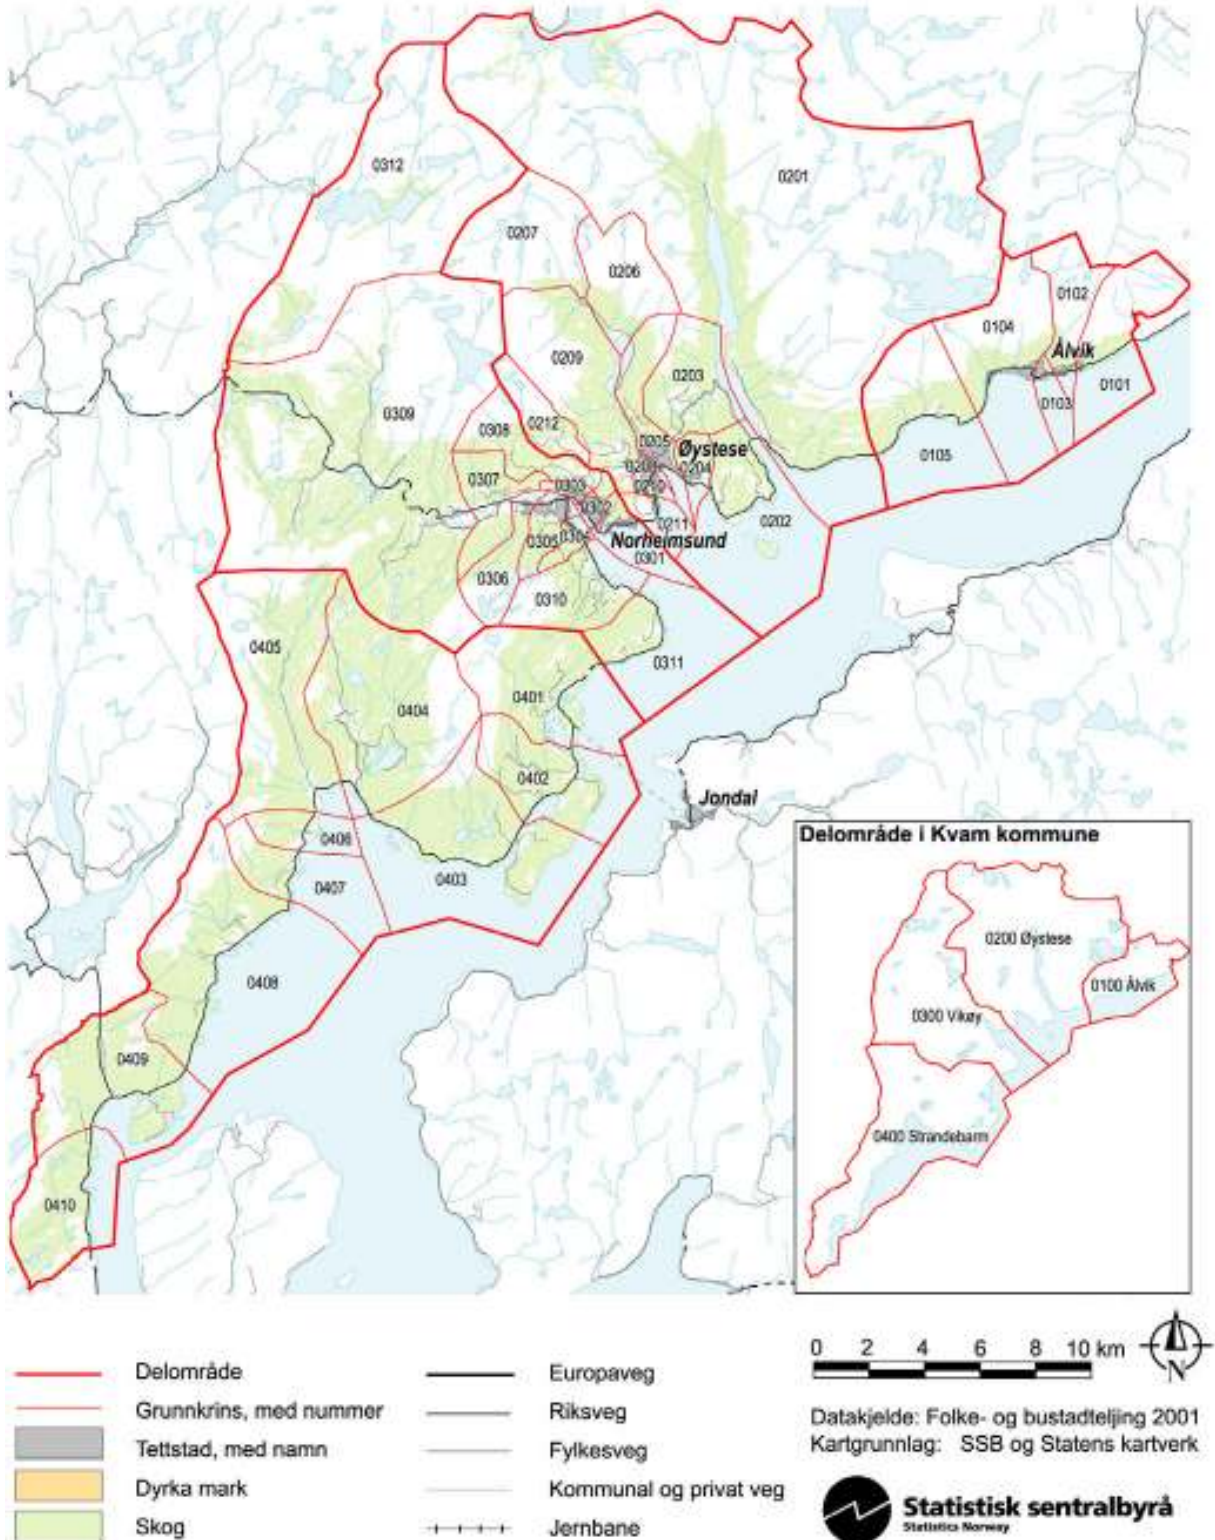 0312
0201
0207
0206
0102
0104
Ålvik
0209
0203
0101
0309
0103
0308
0212
0205
Øystese
0105
0204
0307
0303
0302
0211
0202
0305
Norheimsund
0301
0306
0310
0405
0311
0401
0404
0402
Jondal
0406
0403
0407
0408
0409
0410
Delområde i Kvam kommune
0200 Øystese
0100 Ålvik
0300 Vikøy
0400 Strandebarm
Delområde
Grunnkrins, med nummer
Tettstad, med namn
Dyrka mark
Skog
Europaveg
Riksveg
Fylkesveg
Kommunal og privat veg
Jernbane
0 2 4 6 8 10 km
N
Datakjelde: Folke- og bustadteljing 2001
Kartgrunnlag: SSB og Statens kartverk
Statistisk sentralbyrå
Statistics Norway